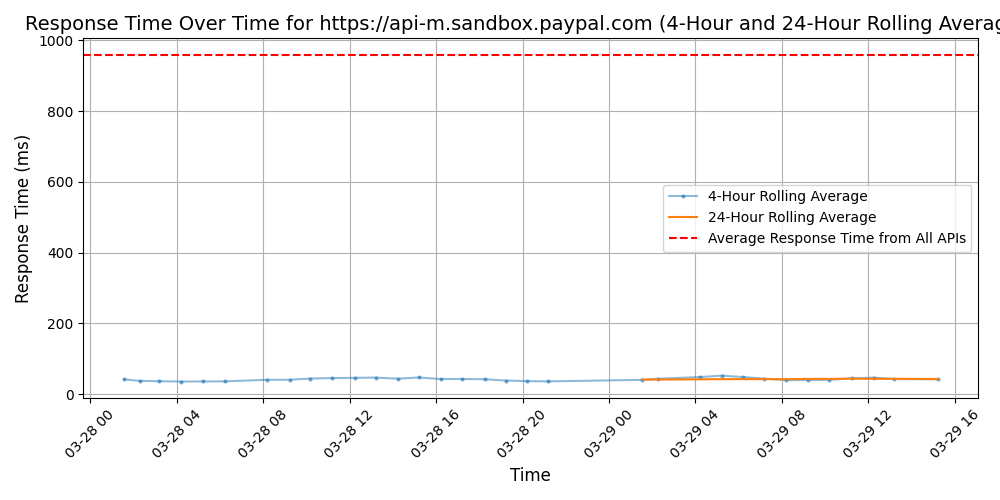 Response Time Over Time for https://api-m.sandbox.paypal.com (4-Hour and 24-Hour Rolling Averag
Response Time (ms)
1000
800
600
400
200
0
4-Hour Rolling Average
24-Hour Rolling Average
Average Response Time from All APIs
03-28 00
03-28 04
03-28 08
03-28 12
03-28 16
03-28 20
03-29 00
03-29 04
03-29 08
03-29 12
03-29 16
Time